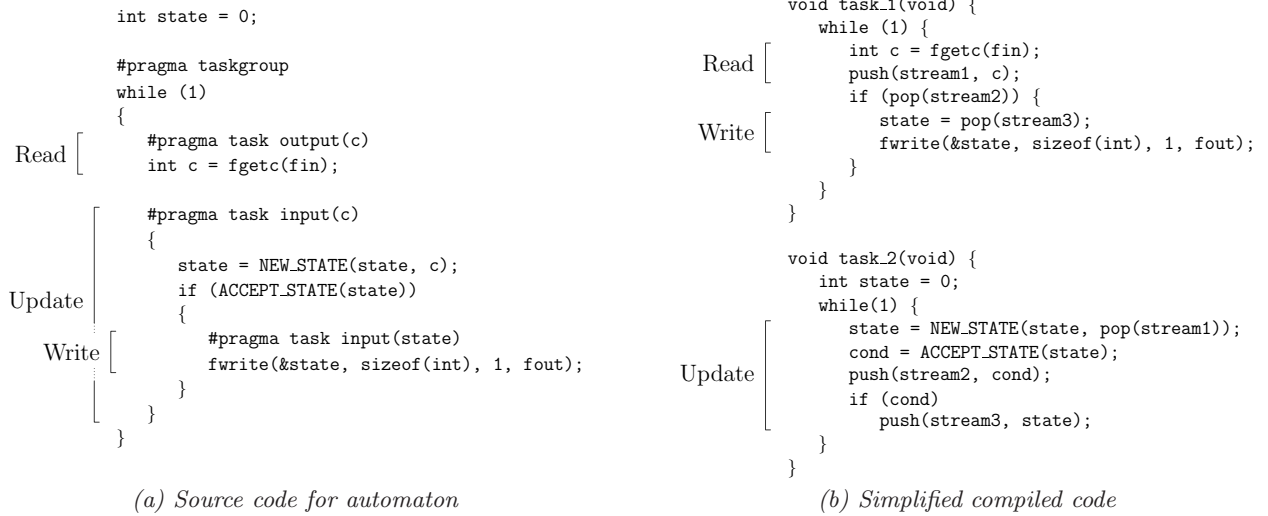 int state = 0;
#pragma taskgroup
while (1)
{
#pragma task output(c)
Read
int c = fgetc(fin);
#pragma task input(c)
{
state = NEW_STATE(state, c);
if (ACCEPT_STATE(state))
Update
{
#pragma task input(state)
Write
fwrite(&state, sizeof(int), 1, fout);
}
}
}
(a) Source code for automaton
void task_1(void) {
while (1) {
int c = fgetc(fin);
Read
push(stream1, c);
if (pop(stream2)) {
state = pop(stream3);
Write
fwrite(&state, sizeof(int), 1, fout);
}
}
}
void task_2(void) {
int state = 0;
while(1) {
state = NEW_STATE(state, pop(stream1));
cond = ACCEPT_STATE(state);
Update
push(stream2, cond);
if (cond)
push(stream3, state);
}
}
(b) Simplified compiled code